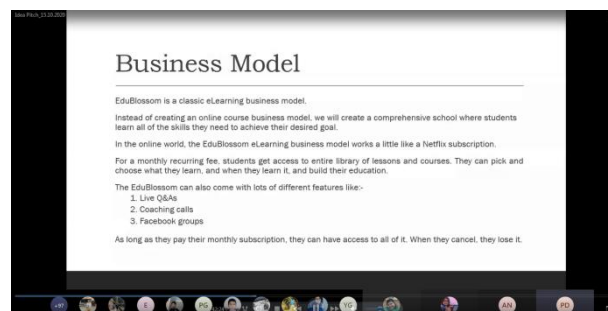 Idea Pitch_23.10.2020
Business Model
EduBlossom is a classic eLearning business model.
Instead of creating an online course business model, we will create a comprehensive school where students
learn all of the skills they need to achieve their desired goal.
In the online world, the EduBlossom eLearning business model works a little like a Netflix subscription.
For a monthly recurring fee, students get access to entire library of lessons and courses. They can pick and
choose what they learn, and when they learn it, and build their education.
The EduBlossom can also come with lots of different features like:-
1. Live Q&As
2. Coaching calls
3. Facebook groups
As long as they pay their monthly subscription, they can have access to all of it. When they cancel, they lose it.
+97
E
PG
YG
AN
PD